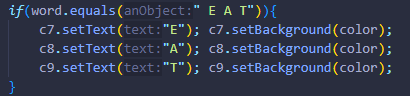 if(word.equals(anObject:" E A T")){
c7.setText(text:"E"); c7.setBackground(color);
c8.setText(text:"A"); c8.setBackground(color);
c9.setText(text:"T"); c9.setBackground(color);
}